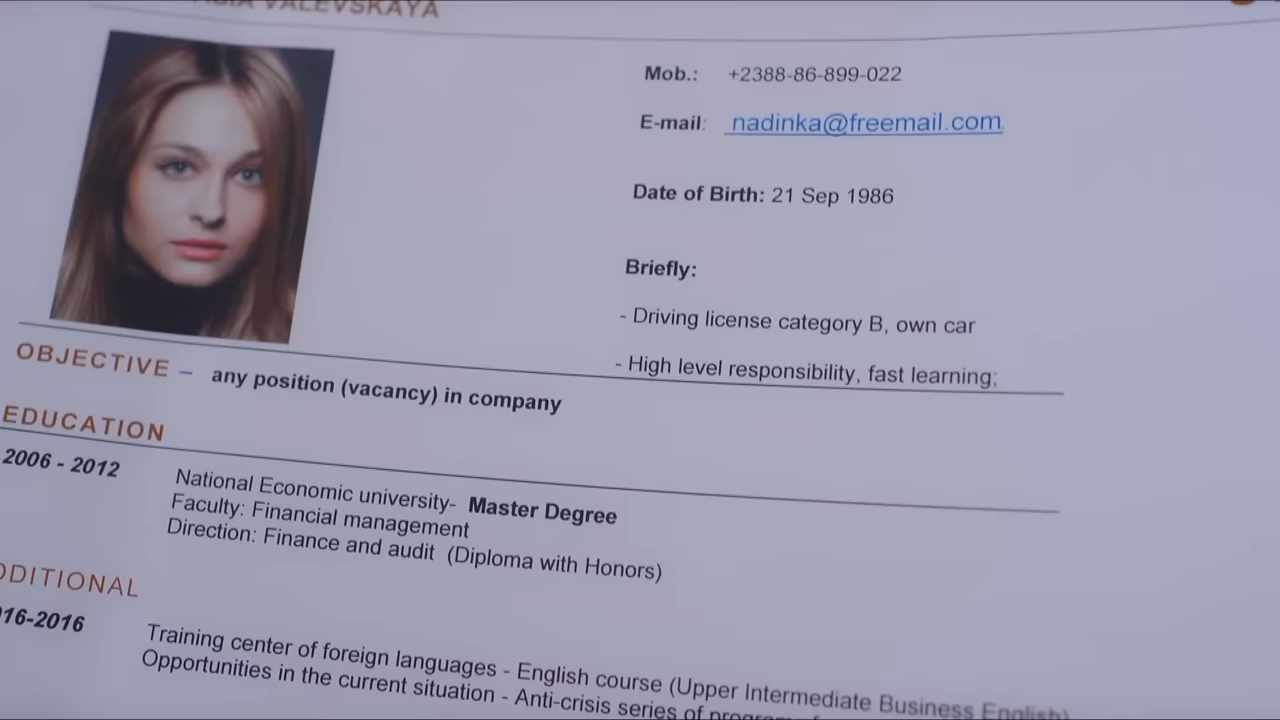 VALEVSKAYA
Mob.: +2388-86-899-022
E-mail: nadinka@freemail.com
Date of Birth: 21 Sep 1986
Briefly:
- Driving license category B, own car
- High level responsibility, fast learning;
OBJECTIVE – any position (vacancy) in company
EDUCATION
2006 - 2012
National Economic university- Master Degree
Faculty: Financial management
Direction: Finance and audit (Diploma with Honors)
DDITIONAL
16-2016
Training center of foreign languages - English course (Upper Intermediate Business English)
Opportunities in the current situation - Anti-crisis series of